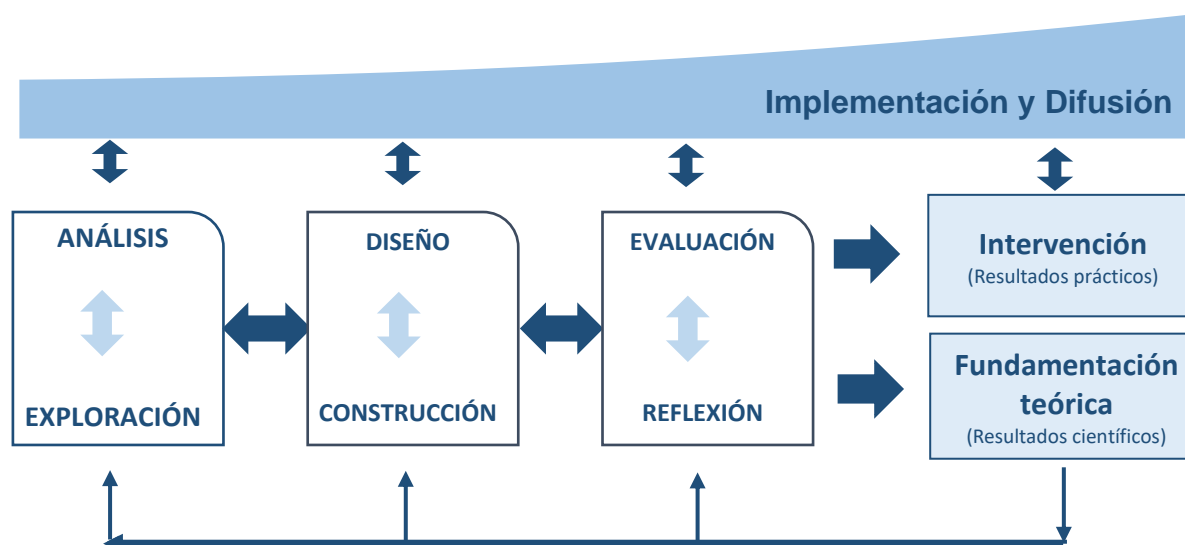 Implementación y Difusión
ANÁLISIS
EXPLORACIÓN
DISEÑO
CONSTRUCCIÓN
EVALUACIÓN
REFLEXIÓN
Intervención
(Resultados prácticos)
Fundamentación
teórica
(Resultados científicos)